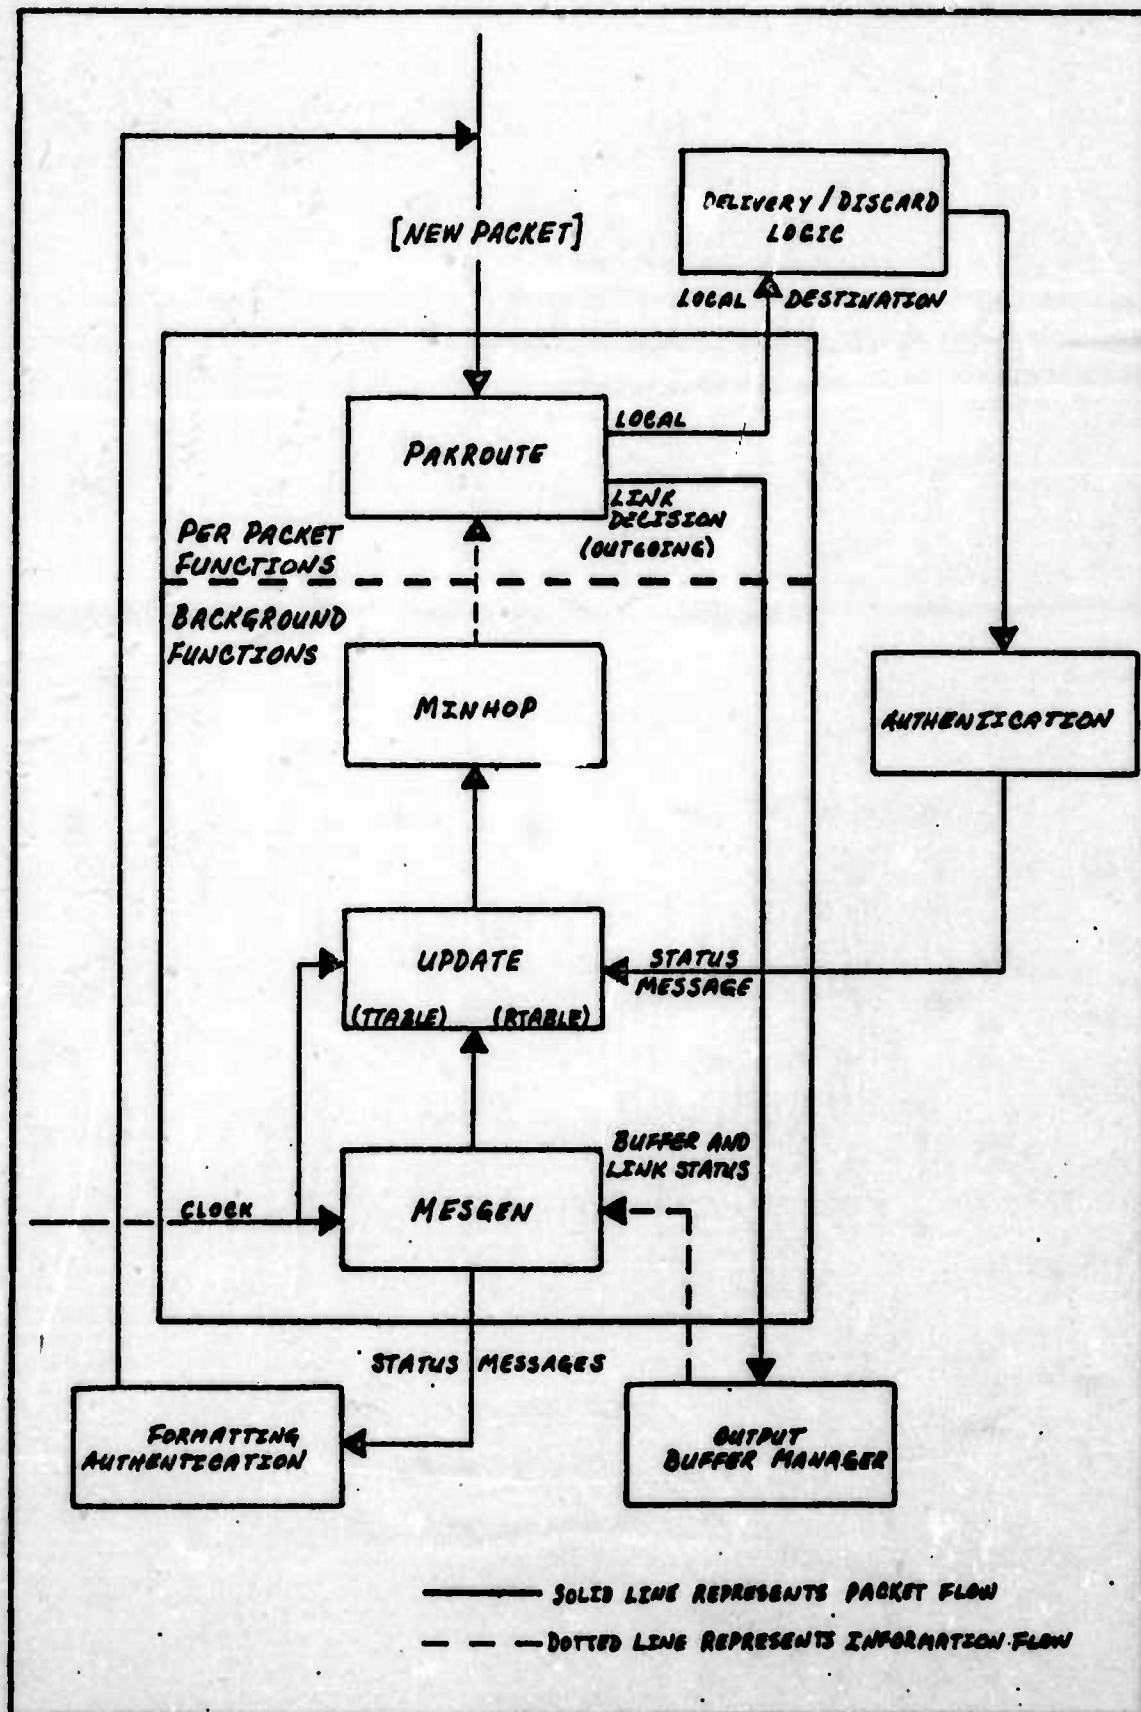 [NEW PACKET]
DELIVERY / DISCARD
LOGIC
LOCAL DESTINATION
PAKROUTE
LOCAL
LINK
DECISION
(OUTGOING)
PER PACKET
FUNCTIONS
BACKGROUND
FUNCTIONS
MINHOP
AUTHENTICATION
UPDATE
(TTABLE) (RTABLE)
STATUS
MESSAGE
BUFFER AND
LINK STATUS
CLOCK
MESGEN
STATUS MESSAGES
FORMATTING
AUTHENTICATION
OUTPUT
BUFFER MANAGER
SOLID LINE REPRESENTS PACKET FLOW
DOTTED LINE REPRESENTS INFORMATION FLOW